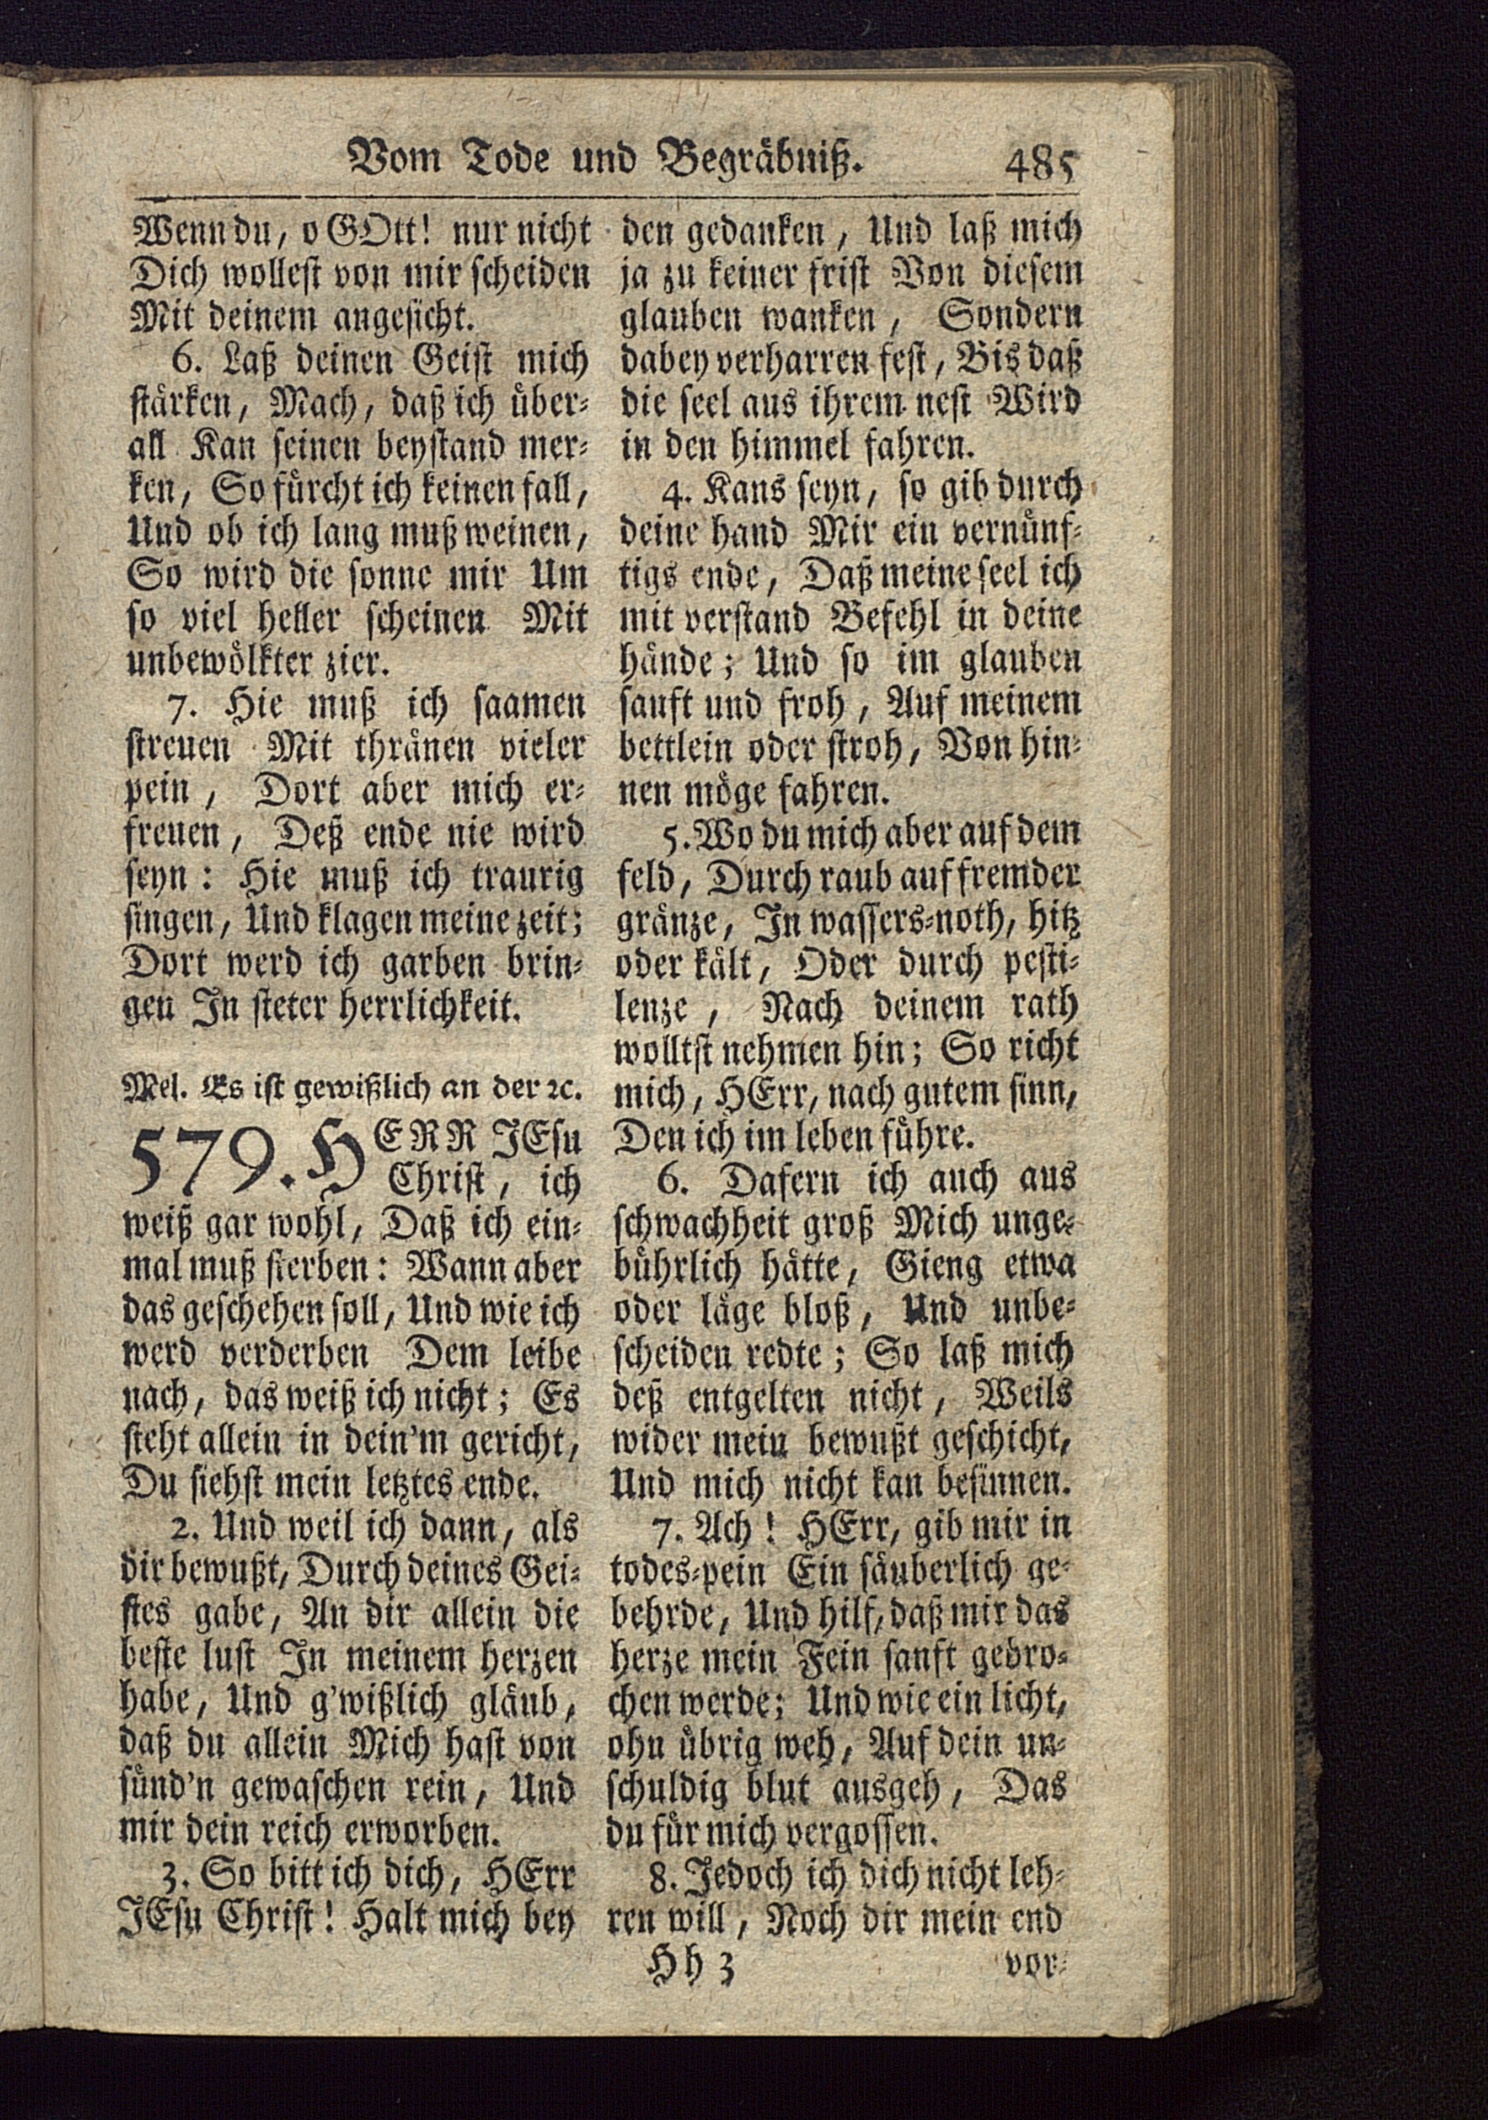 Vom Tode und Begräbniß. 485
Wenn du, o GOtt! nur nicht
Dich wollest von mir scheiden
Mit deinem angesicht.
6. Laß deinen Geist mich
stärken, Mach, daß ich über-
all Kan seinen beystand mer-
ken, So fürcht ich keinen fall,
Und ob ich lang muß weinen,
So wird die sonne mir Um
so viel heller scheinen Mit
unbewölkter zier.
7. Hie muß ich saamen
streuen Mit thränen vieler
pein, Dort aber mich er-
freuen, Deß ende nie wird
seyn: Hie muß ich traurig
singen, Und klagen meine zeit;
Dort werd ich garben brin-
gen In steter herrlichkeit.
Mel. Es ist gewißlich an der ꝛc.
579. HERR JEsu
Christ, ich
weiß gar wohl, Daß ich ein-
mal muß sterben: Wann aber
das geschehen soll, Und wie ich
werd verderben Dem leibe
nach, das weiß ich nicht; Es
steht allein in dein'm gericht,
Du siehst mein letztes ende.
2. Und weil ich dann, als
dir bewußt, Durch deines Gei-
stes gabe, An dir allein die
beste lust In meinem herzen
habe, Und g'wißlich gläub,
daß du allein Mich hast von
sünd'n gewaschen rein, Und
mir dein reich erworben.
3. So bitt ich dich, HErr
JEsu Christ! Halt mich bey
den gedanken, Und laß mich
ja zu keiner frist Von diesem
glauben wanken, Sondern
dabey verharren fest, Bis daß
die seel aus ihrem nest Wird
in den himmel fahren.
4. Kans seyn, so gib durch
deine hand Mir ein vernünf-
tigs ende, Daß meine seel ich
mit verstand Befehl in deine
hände; Und so im glauben
sanft und froh, Auf meinem
bettlein oder stroh, Von hin-
nen möge fahren.
5. Wo du mich aber auf dem
feld, Durch raub auf fremder
gränze, In wassers-noth, hitz
oder kält, Oder durch pesti-
lenze, Nach deinem rath
wolltst nehmen hin; So richt
mich, HErr, nach gutem sinn,
Den ich im leben führe.
6. Dafern ich auch aus
schwachheit groß Mich unge-
bührlich hätte, Gieng etwa
oder läge bloß, Und unbe-
scheiden redte; So laß mich
deß entgelten nicht, Weils
wider mein bewußt geschicht,
Und mich nicht kan besinnen.
7. Ach! HErr, gib mir in
todes-pein Ein säuberlich ge-
behrde, Und hilf, daß mir das
herze mein Fein sanft gebro-
chen werde; Und wie ein licht,
ohn übrig weh, Auf dein un-
schuldig blut ausgeh, Das
du für mich vergossen.
8. Jedoch ich dich nicht leh-
ren will, Noch dir mein end
Hh 3 vor-